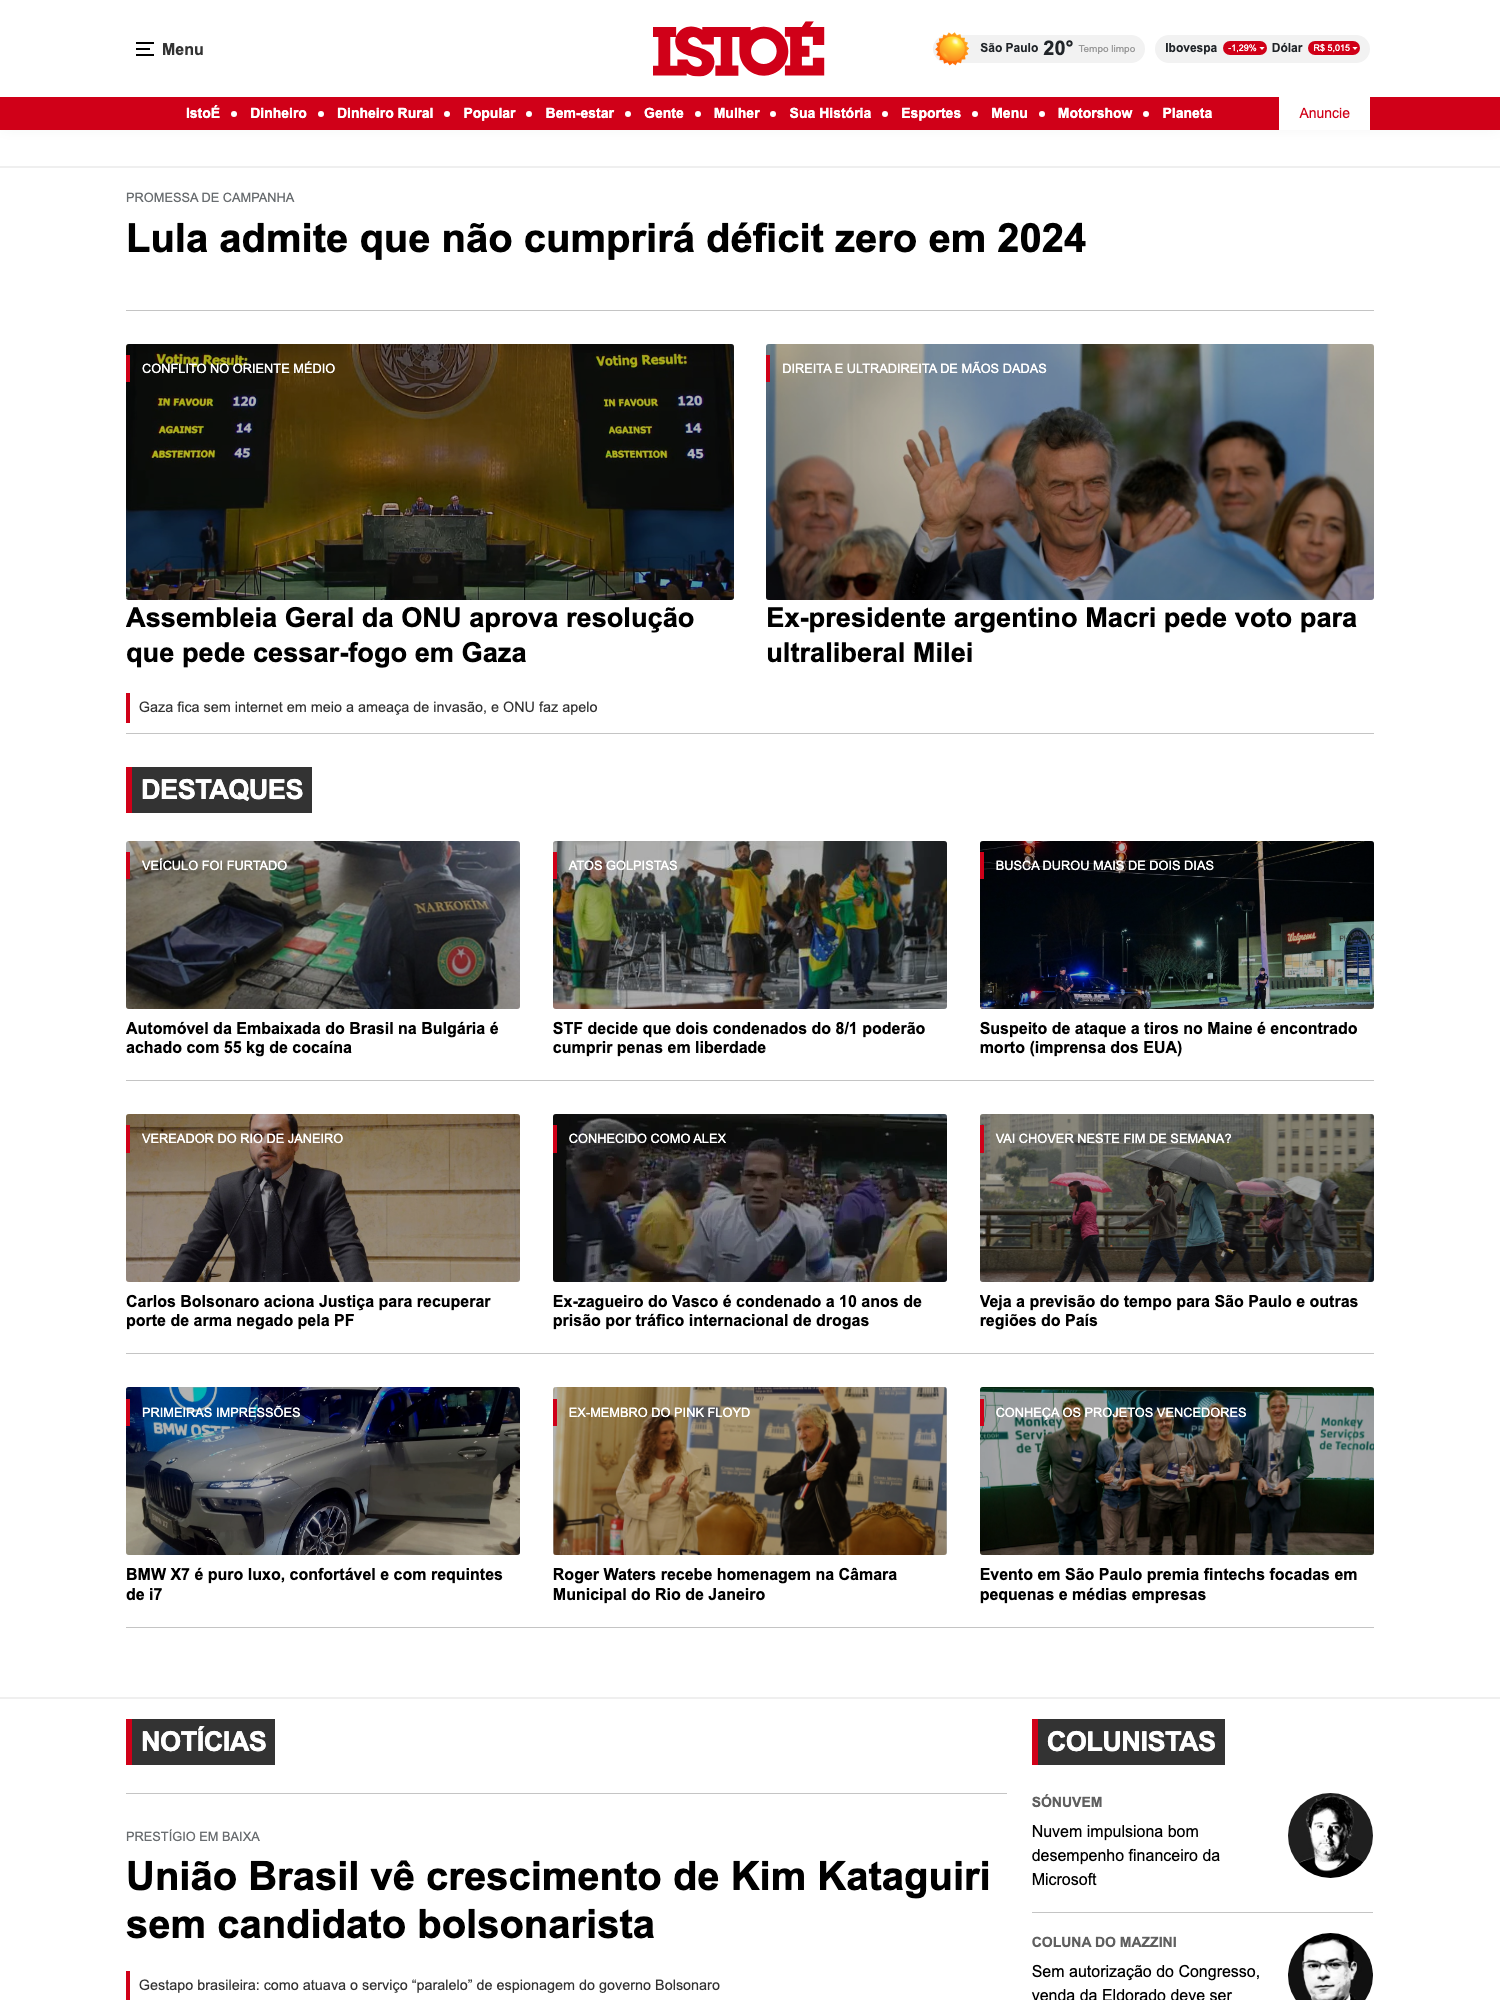 Menu
ISTOÉ
São Paulo 20° Tempo limpo
Ibovespa -1,29% Dólar R$ 5,015
IstoÉ
Dinheiro
Dinheiro Rural
Popular
Bem-estar
Gente
Mulher
Sua História
Esportes
Menu
Motorshow
Planeta
Anuncie
PROMESSA DE CAMPANHA
Lula admite que não cumprirá déficit zero em 2024
Voting Result:
CONFLITO NO ORIENTE MÉDIO
IN FAVOUR 120
AGAINST 14
ABSTENTION 45
Voting Result:
IN FAVOUR 120
AGAINST 14
ABSTENTION 45
Assembleia Geral da ONU aprova resolução
que pede cessar-fogo em Gaza
Gaza fica sem internet em meio a ameaça de invasão, e ONU faz apelo
DIREITA E ULTRADIREITA DE MÃOS DADAS
Ex-presidente argentino Macri pede voto para
ultraliberal Milei
DESTAQUES
VEÍCULO FOI FURTADO
NARKOKİM
Automóvel da Embaixada do Brasil na Bulgária é
achado com 55 kg de cocaína
ATOS GOLPISTAS
STF decide que dois condenados do 8/1 poderão
cumprir penas em liberdade
BUSCA DUROU MAIS DE DOIS DIAS
Walgreens
POLICE
Suspeito de ataque a tiros no Maine é encontrado
morto (imprensa dos EUA)
VEREADOR DO RIO DE JANEIRO
Carlos Bolsonaro aciona Justiça para recuperar
porte de arma negado pela PF
CONHECIDO COMO ALEX
Ex-zagueiro do Vasco é condenado a 10 anos de
prisão por tráfico internacional de drogas
VAI CHOVER NESTE FIM DE SEMANA?
Veja a previsão do tempo para São Paulo e outras
regiões do País
PRIMEIRAS IMPRESSÕES
BMW OSTE
BMW X7 é puro luxo, confortável e com requintes
de i7
EX-MEMBRO DO PINK FLOYD
Roger Waters recebe homenagem na Câmara
Municipal do Rio de Janeiro
CONHEÇA OS PROJETOS VENCEDORES
Monkey
Servi
de T
Monkey
Serviços
de Tecnolo
Evento em São Paulo premia fintechs focadas em
pequenas e médias empresas
NOTÍCIAS
PRESTÍGIO EM BAIXA
União Brasil vê crescimento de Kim Kataguiri
sem candidato bolsonarista
Gestapo brasileira: como atuava o serviço “paralelo” de espionagem do governo Bolsonaro
COLUNISTAS
SÓNUVEM
Nuvem impulsiona bom
desempenho financeiro da
Microsoft
COLUNA DO MAZZINI
Sem autorização do Congresso,
venda da Eldorado deve ser